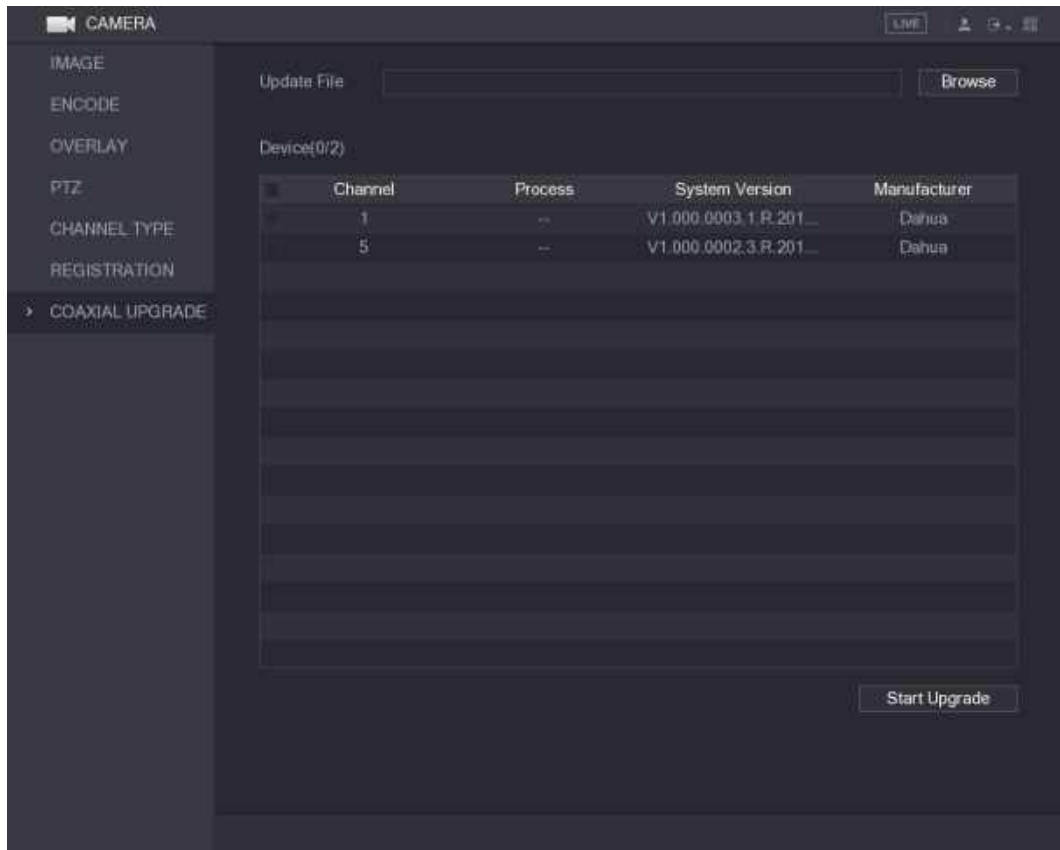 CAMERA
LIVE
IMAGE
ENCODE
OVERLAY
PTZ
CHANNEL TYPE
REGISTRATION
COAXIAL UPGRADE
Update File
Browse
Device(0/2)
Channel Process System Version Manufacturer
1 -- V1.000.0003.1.R.201... Dahua
5 -- V1.000.0002.3.R.201... Dahua
Start Upgrade